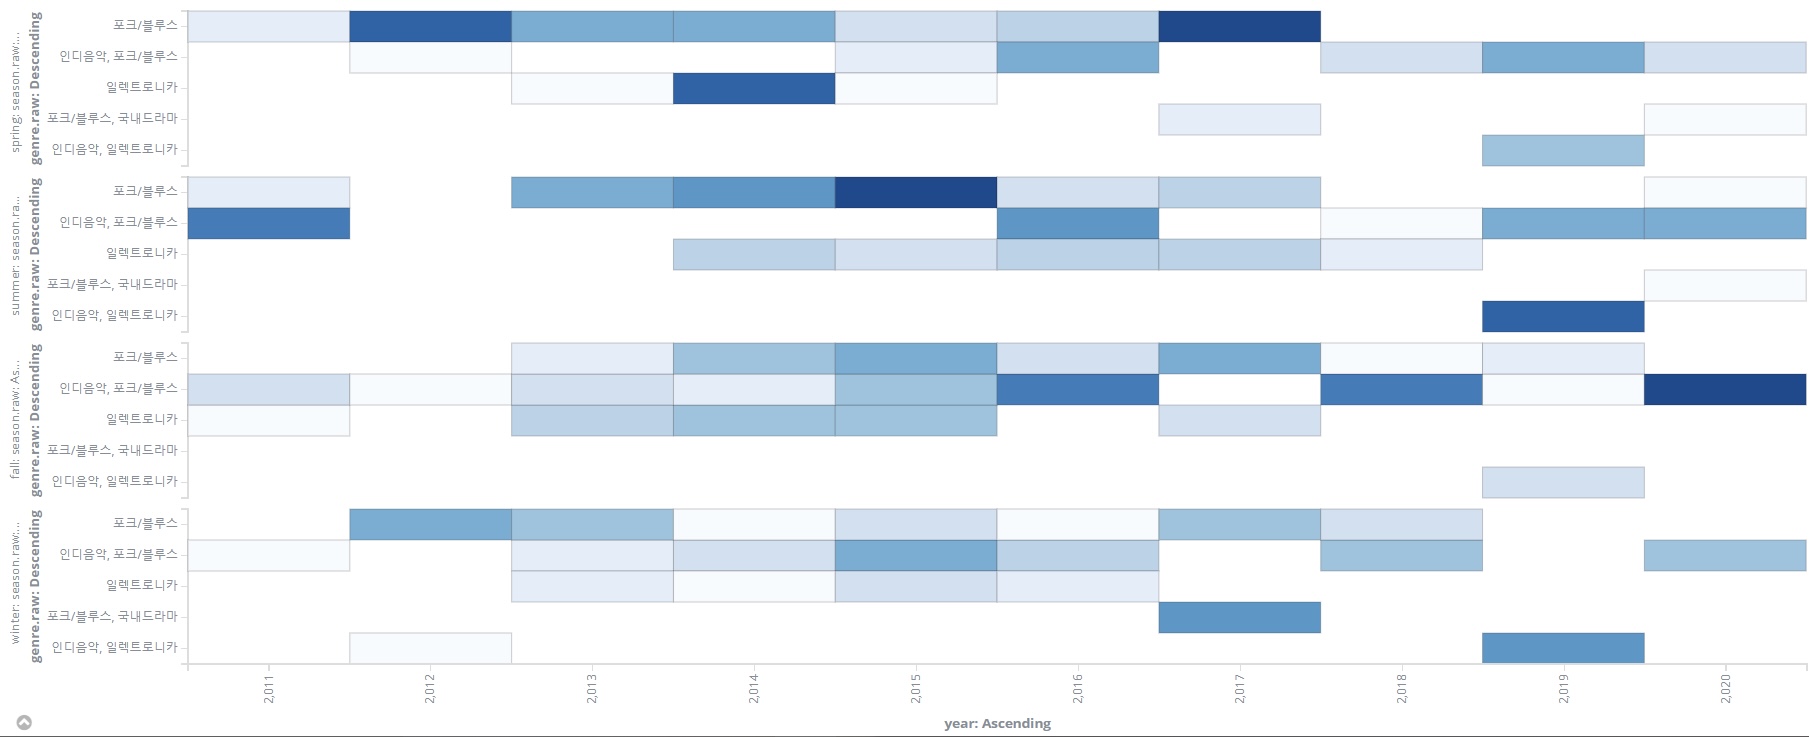 spring: season.raw:...
genre.raw: Descending
포크/블루스
인디음악, 포크/블루스
일렉트로니카
포크/블루스, 국내드라마
인디음악, 일렉트로니카
summer: season.ra...
genre.raw: Descending
포크/블루스
인디음악, 포크/블루스
일렉트로니카
포크/블루스, 국내드라마
인디음악, 일렉트로니카
fall: season.raw: As...
genre.raw: Descending
포크/블루스
인디음악, 포크/블루스
일렉트로니카
포크/블루스, 국내드라마
인디음악, 일렉트로니카
winter: season.raw:...
genre.raw: Descending
포크/블루스
인디음악, 포크/블루스
일렉트로니카
포크/블루스, 국내드라마
인디음악, 일렉트로니카
2,011 2,012 2,013 2,014 2,015 2,016 2,017 2,018 2,019 2,020
year: Ascending